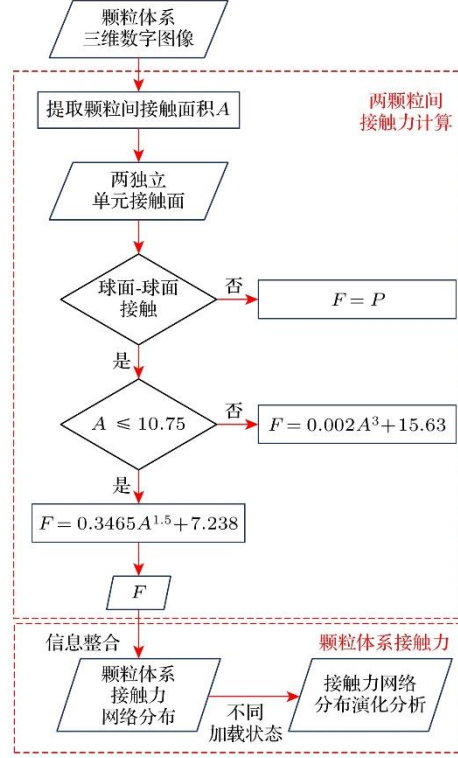 颗粒体系
三维数字图像
提取颗粒间接触面积A
两颗粒间
接触力计算
两独立
单元接触面
球面-球面
接触
否
F = P
是
A ⩽ 10.75
否
F = 0.002A³+15.63
是
F = 0.3465A¹·⁵+7.238
F
信息整合
颗粒体系接触力
颗粒体系
接触力
网络分布
不同
加载状态
接触力网络
分布演化分析